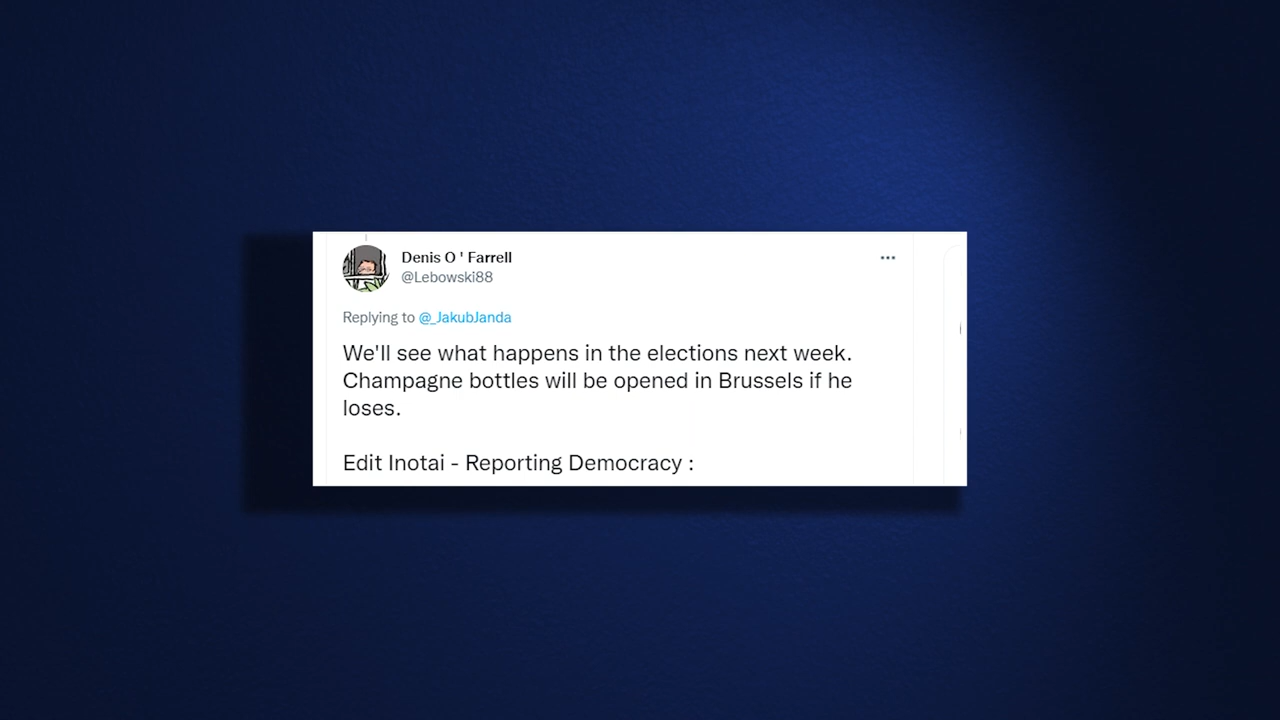 Denis O ' Farrell
@Lebowski88
Replying to @_JakubJanda
We'll see what happens in the elections next week.
Champagne bottles will be opened in Brussels if he
loses.
Edit Inotai - Reporting Democracy :